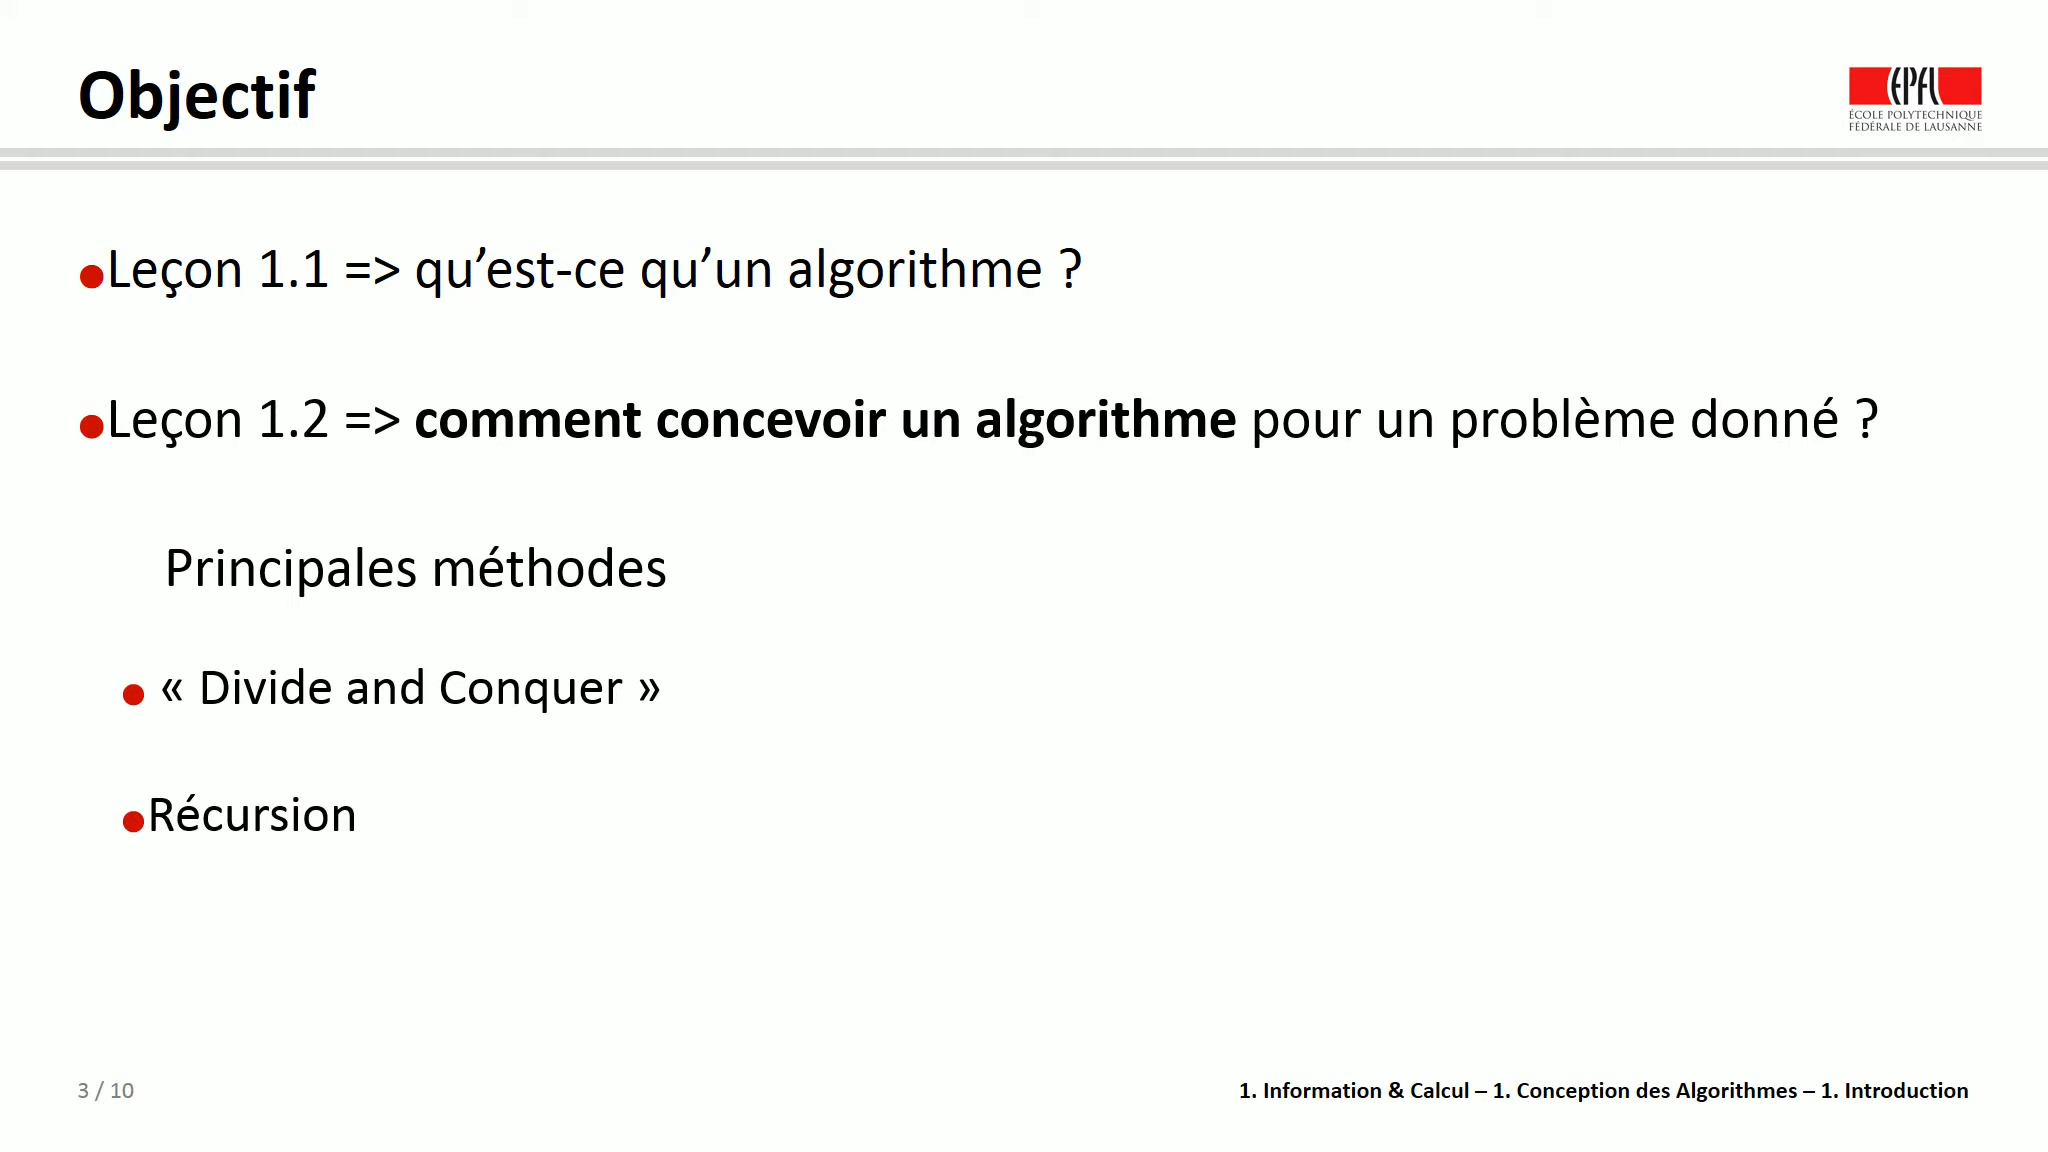 Objectif
EPFL
ÉCOLE POLYTECHNIQUE
FÉDÉRALE DE LAUSANNE
•Leçon 1.1 => qu’est-ce qu’un algorithme ?
•Leçon 1.2 => comment concevoir un algorithme pour un problème donné ?
Principales méthodes
• « Divide and Conquer »
•Récursion
3 / 10
1. Information & Calcul – 1. Conception des Algorithmes – 1. Introduction